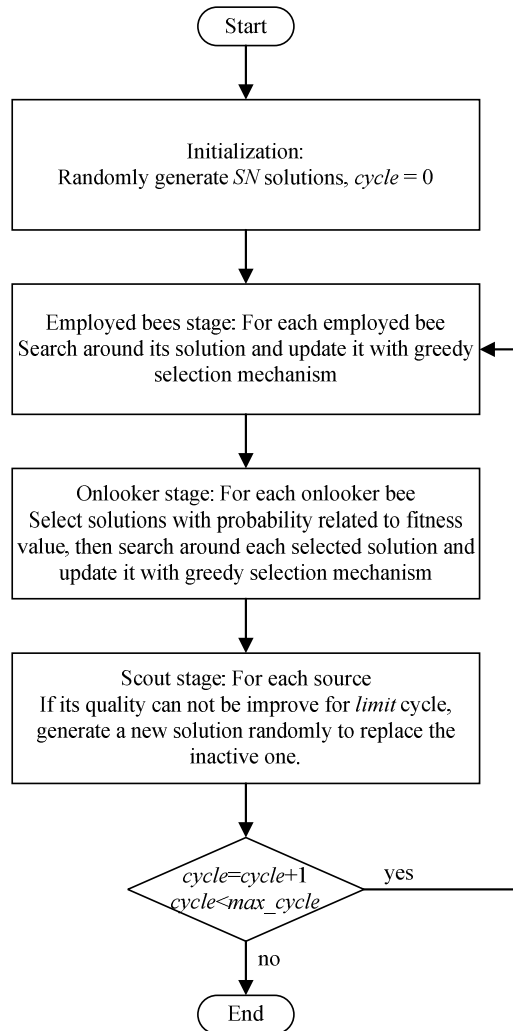 Start
Initialization:
Randomly generate SN solutions, cycle = 0
Employed bees stage: For each employed bee
Search around its solution and update it with greedy
selection mechanism
Onlooker stage: For each onlooker bee
Select solutions with probability related to fitness
value, then search around each selected solution and
update it with greedy selection mechanism
Scout stage: For each source
If its quality can not be improve for limit cycle,
generate a new solution randomly to replace the
inactive one.
cycle=cycle+1
cycle<max_cycle
yes
no
End